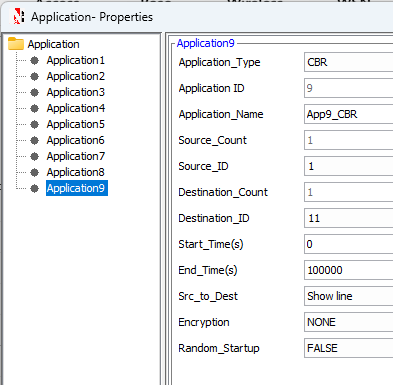 Application- Properties
Application
Application1
Application2
Application3
Application4
Application5
Application6
Application7
Application8
Application9
Application9
Application_Type CBR
Application ID 9
Application_Name App9_CBR
Source_Count 1
Source_ID 1
Destination_Count 1
Destination_ID 11
Start_Time(s) 0
End_Time(s) 100000
Src_to_Dest Show line
Encryption NONE
Random_Startup FALSE